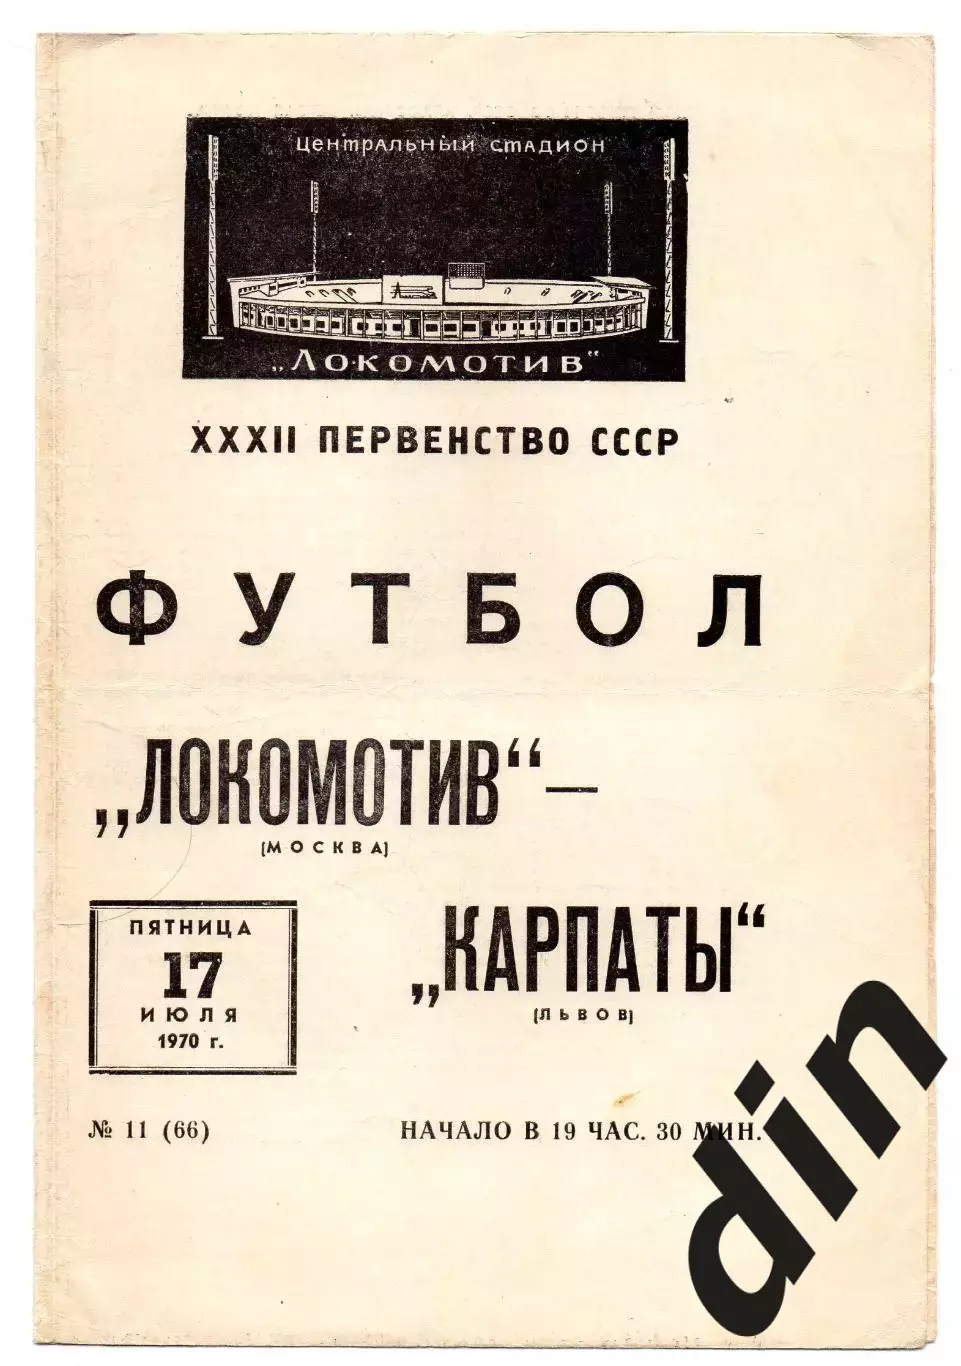 ЦЕНТРАЛЬНЫЙ СТАДИОН
„ЛОКОМОТИВ“
XXXII ПЕРВЕНСТВО СССР
ФУТБОЛ
„ЛОКОМОТИВ“ —
(МОСКВА)
„КАРПАТЫ“
(ЛЬВОВ)
ПЯТНИЦА
17
ИЮЛЯ
1970 г.
№ 11 (66)
НАЧАЛО В 19 ЧАС. 30 МИН.
din